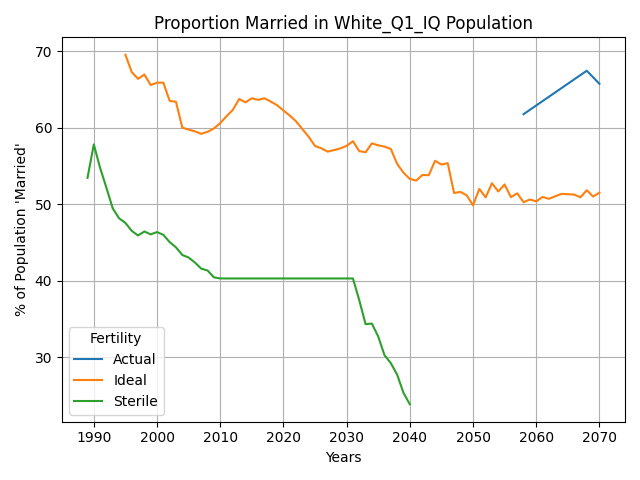 Proportion Married in White_Q1_IQ Population
% of Population 'Married'
70
60
50
40
30
Fertility
Actual
Ideal
Sterile
1990 2000 2010 2020 2030 2040 2050 2060 2070
Years